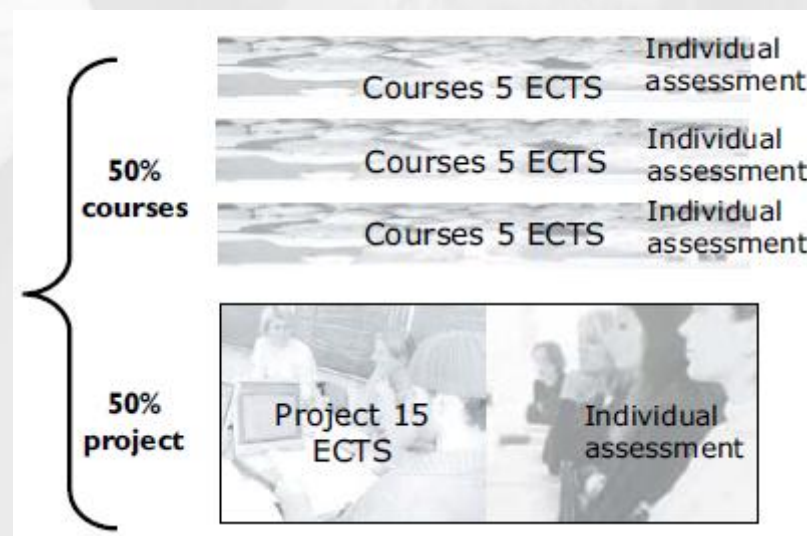 50%
courses
Courses 5 ECTS
Individual
assessment
Courses 5 ECTS
Individual
assessment
Courses 5 ECTS
Individual
assessment
50%
project
Project 15
ECTS
Individual
assessment